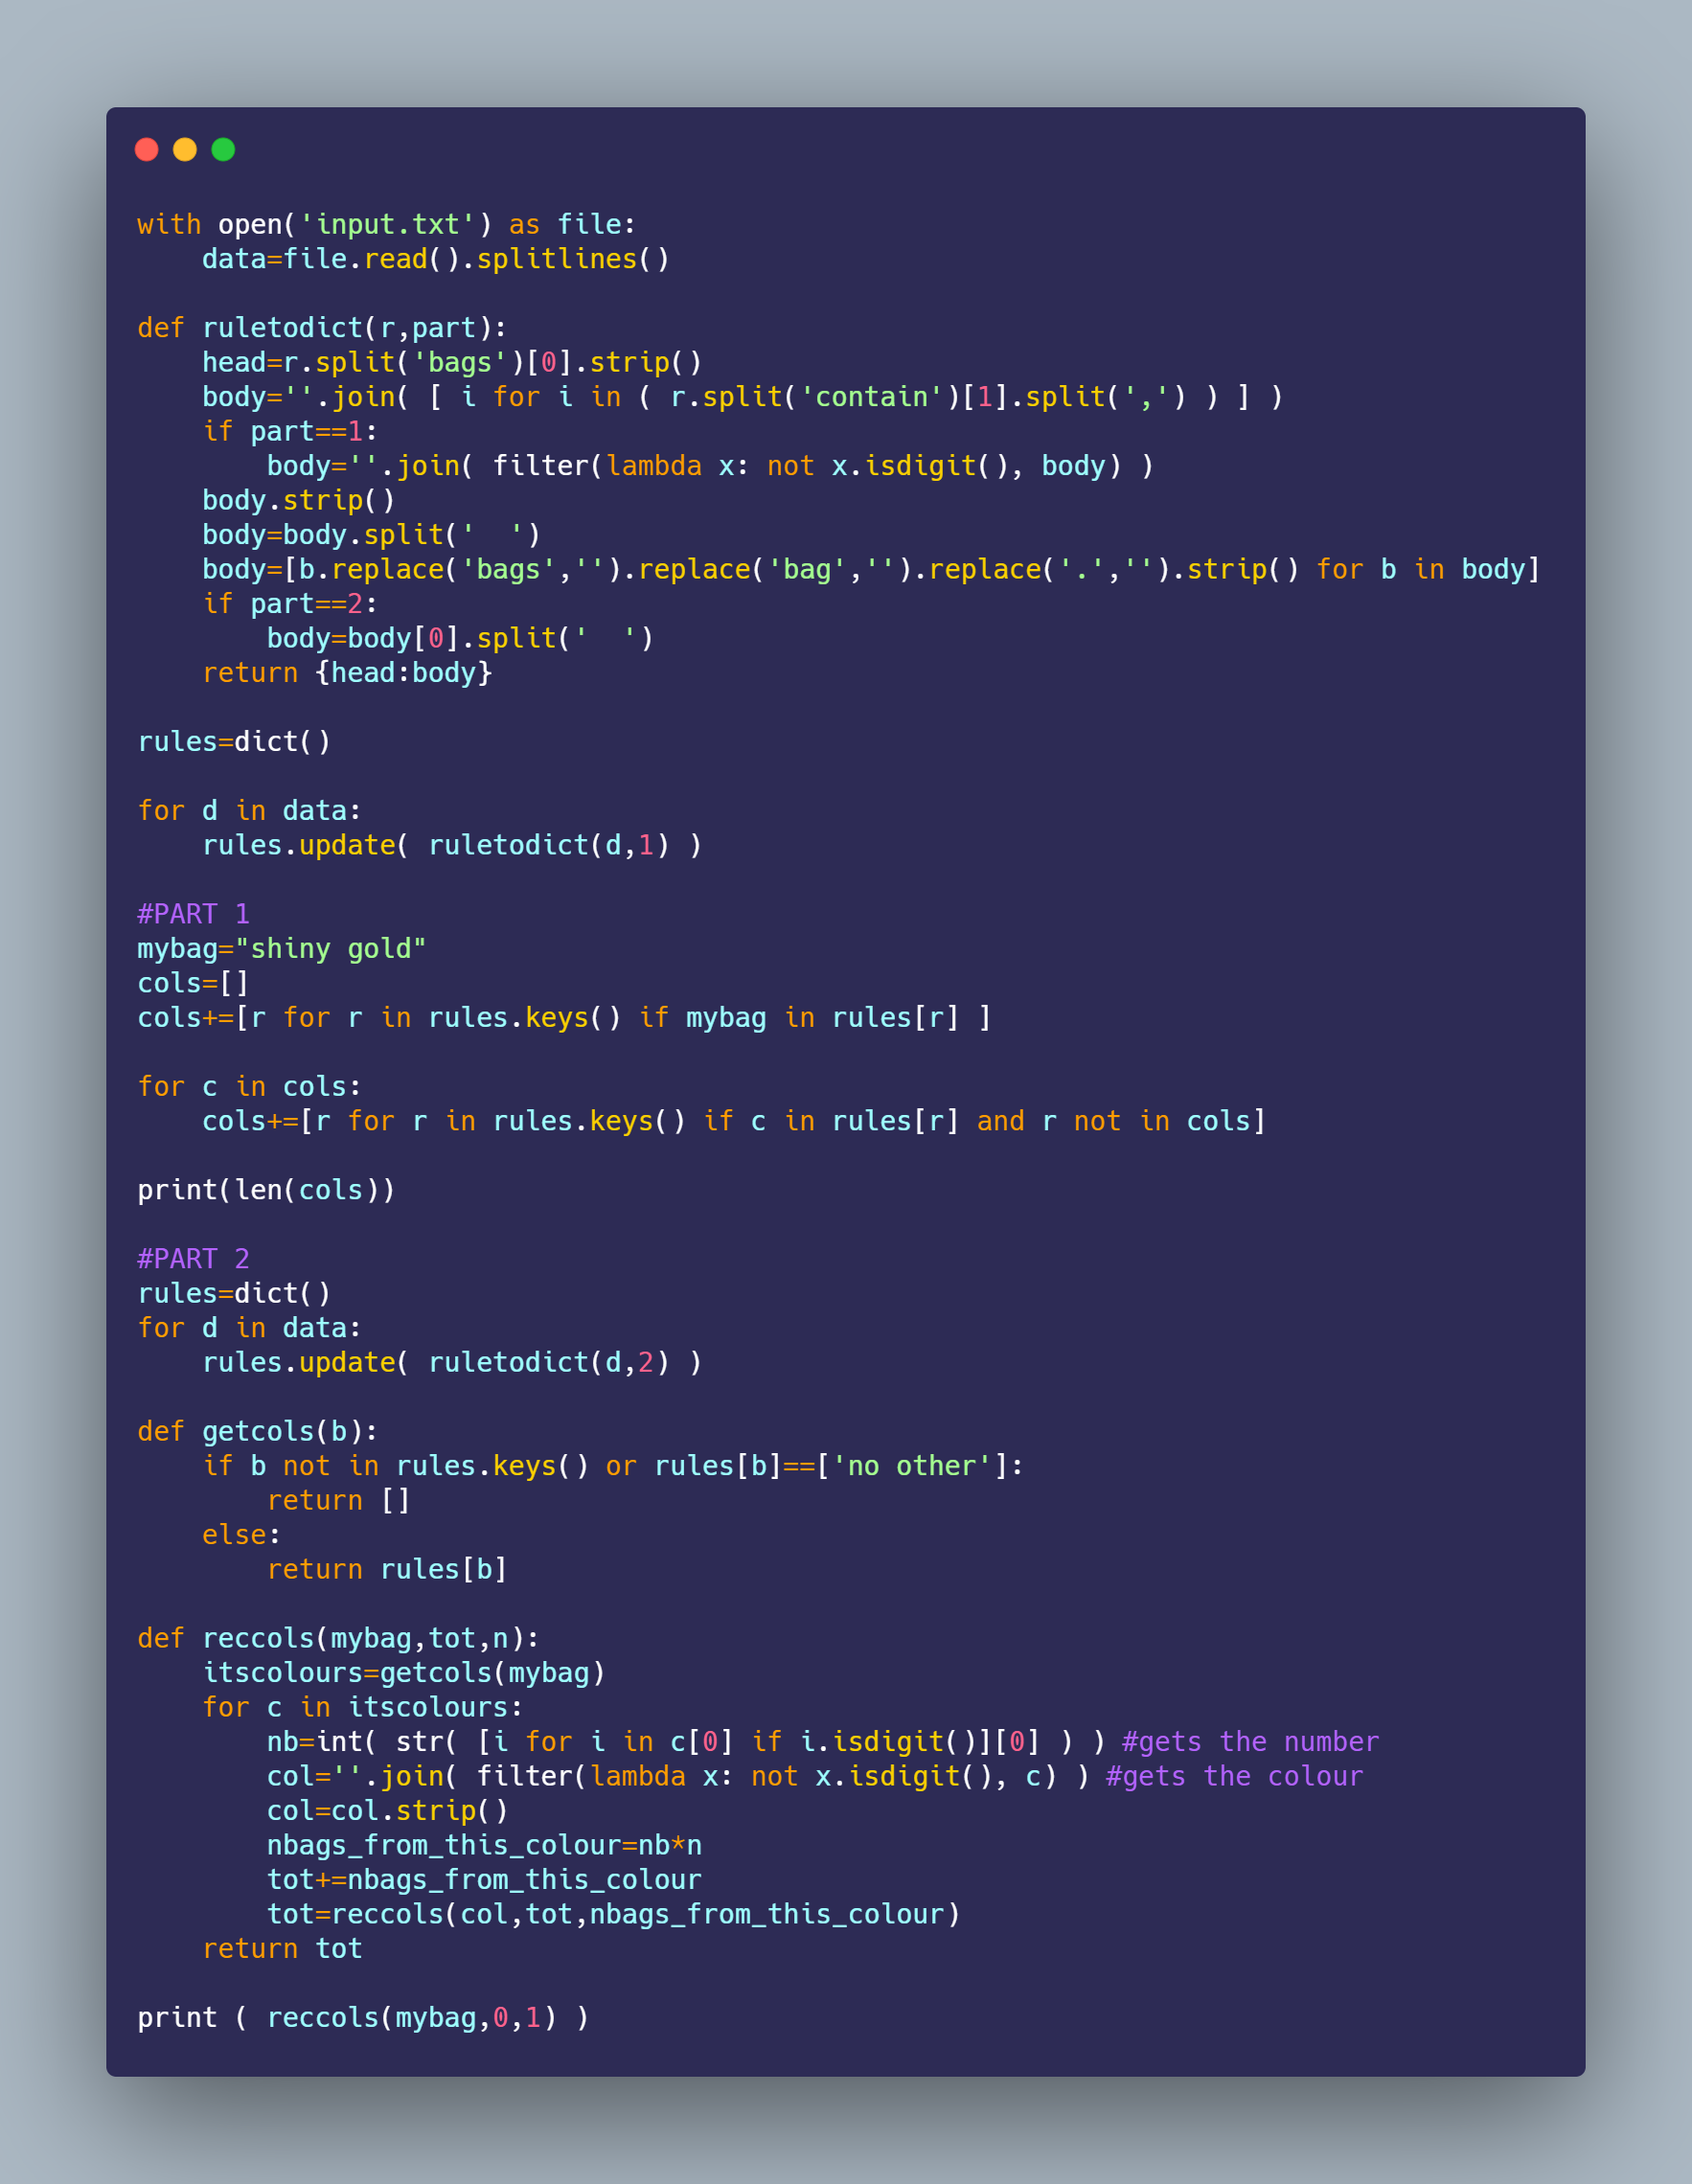 with open('input.txt') as file:
    data=file.read().splitlines()

def ruletodict(r,part):
    head=r.split('bags')[0].strip()
    body=''.join( [ i for i in ( r.split('contain')[1].split(',') ) ] )
    if part==1:
        body=''.join( filter(lambda x: not x.isdigit(), body) )
    body.strip()
    body=body.split('  ')
    body=[b.replace('bags','').replace('bag','').replace('.','').strip() for b in body]
    if part==2:
        body=body[0].split('  ')
    return {head:body}

rules=dict()

for d in data:
    rules.update( ruletodict(d,1) )

#PART 1
mybag="shiny gold"
cols=[]
cols+=[r for r in rules.keys() if mybag in rules[r] ]

for c in cols:
    cols+=[r for r in rules.keys() if c in rules[r] and r not in cols]

print(len(cols))

#PART 2
rules=dict()
for d in data:
    rules.update( ruletodict(d,2) )

def getcols(b):
    if b not in rules.keys() or rules[b]==['no other']:
        return []
    else:
        return rules[b]

def reccols(mybag,tot,n):
    itscolours=getcols(mybag)
    for c in itscolours:
        nb=int( str( [i for i in c[0] if i.isdigit()][0] ) ) #gets the number
        col=''.join( filter(lambda x: not x.isdigit(), c) ) #gets the colour
        col=col.strip()
        nbags_from_this_colour=nb*n
        tot+=nbags_from_this_colour
        tot=reccols(col,tot,nbags_from_this_colour)
    return tot

print ( reccols(mybag,0,1) )